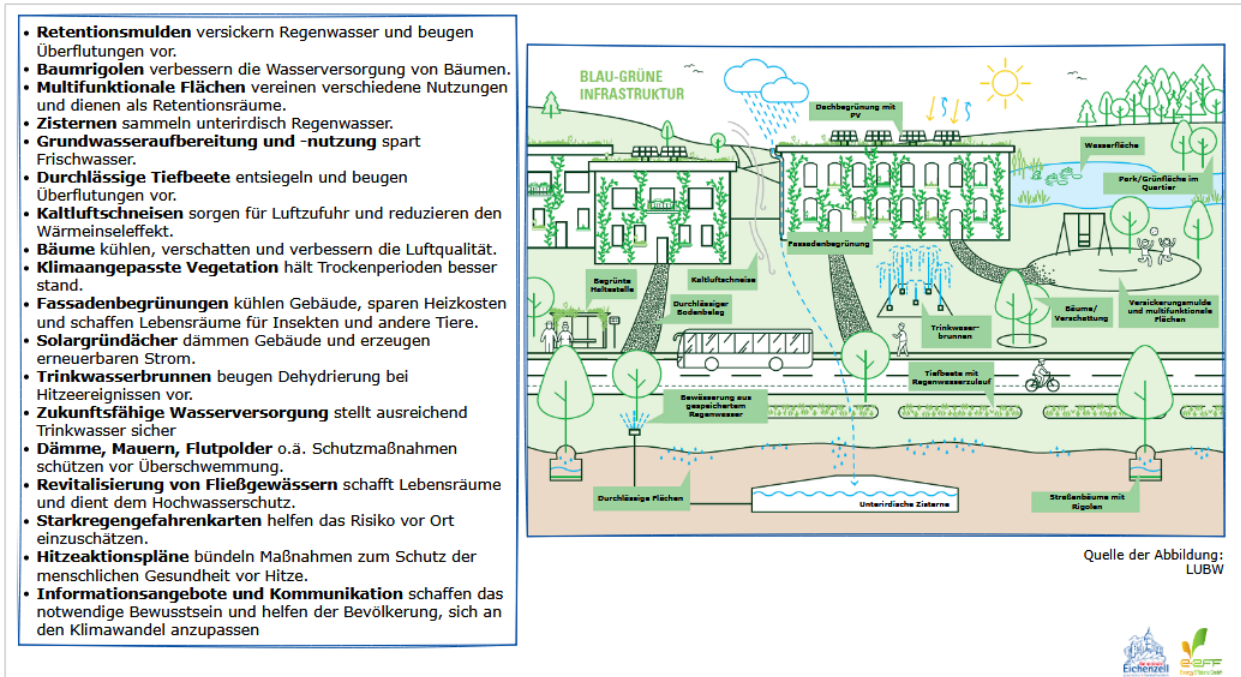 • Retentionsmulden versickern Regenwasser und beugen
Überflutungen vor.
• Baumrigolen verbessern die Wasserversorgung von Bäumen.
• Multifunktionale Flächen vereinen verschiedene Nutzungen
und dienen als Retentionsräume.
• Zisternen sammeln unterirdisch Regenwasser.
• Grundwasseraufbereitung und -nutzung spart
Frischwasser.
• Durchlässige Tiefbeete entsiegeln und beugen
Überflutungen vor.
• Kaltluftschneisen sorgen für Luftzufuhr und reduzieren den
Wärmeinseleffekt.
• Bäume kühlen, verschatten und verbessern die Luftqualität.
• Klimaangepasste Vegetation hält Trockenperioden besser
stand.
• Fassadenbegrünungen kühlen Gebäude, sparen Heizkosten
und schaffen Lebensräume für Insekten und andere Tiere.
• Solargründächer dämmen Gebäude und erzeugen
erneuerbaren Strom.
• Trinkwasserbrunnen beugen Dehydrierung bei
Hitzeereignissen vor.
• Zukunftsfähige Wasserversorgung stellt ausreichend
Trinkwasser sicher
• Dämme, Mauern, Flutpolder o.ä. Schutzmaßnahmen
schützen vor Überschwemmung.
• Revitalisierung von Fließgewässern schafft Lebensräume
und dient dem Hochwasserschutz.
• Starkregengefahrenkarten helfen das Risiko vor Ort
einzuschätzen.
• Hitzeaktionspläne bündeln Maßnahmen zum Schutz der
menschlichen Gesundheit vor Hitze.
• Informationsangebote und Kommunikation schaffen das
notwendige Bewusstsein und helfen der Bevölkerung, sich an
den Klimawandel anzupassen
BLAU-GRÜNE
INFRASTRUKTUR
Dachbegrünung mit
PV
Wasserfläche
Park/Grünfläche im
Quartier
Fassadenbegrünung
Kaltluftschneise
Begrünte
Haltestelle
Durchlässiger
Bodenbelag
Trinkwasser-
brunnen
Bäume/
Verschattung
Versickerungsmulde
und multifunktionale
Flächen
Tiefbeete mit
Regenwasserzulauf
Bewässerung aus
gespeichertem
Regenwasser
Durchlässige Flächen
Unterirdische Zisterne
Straßenbäume mit
Rigolen
Quelle der Abbildung:
LUBW
Eichenzell
e-eff